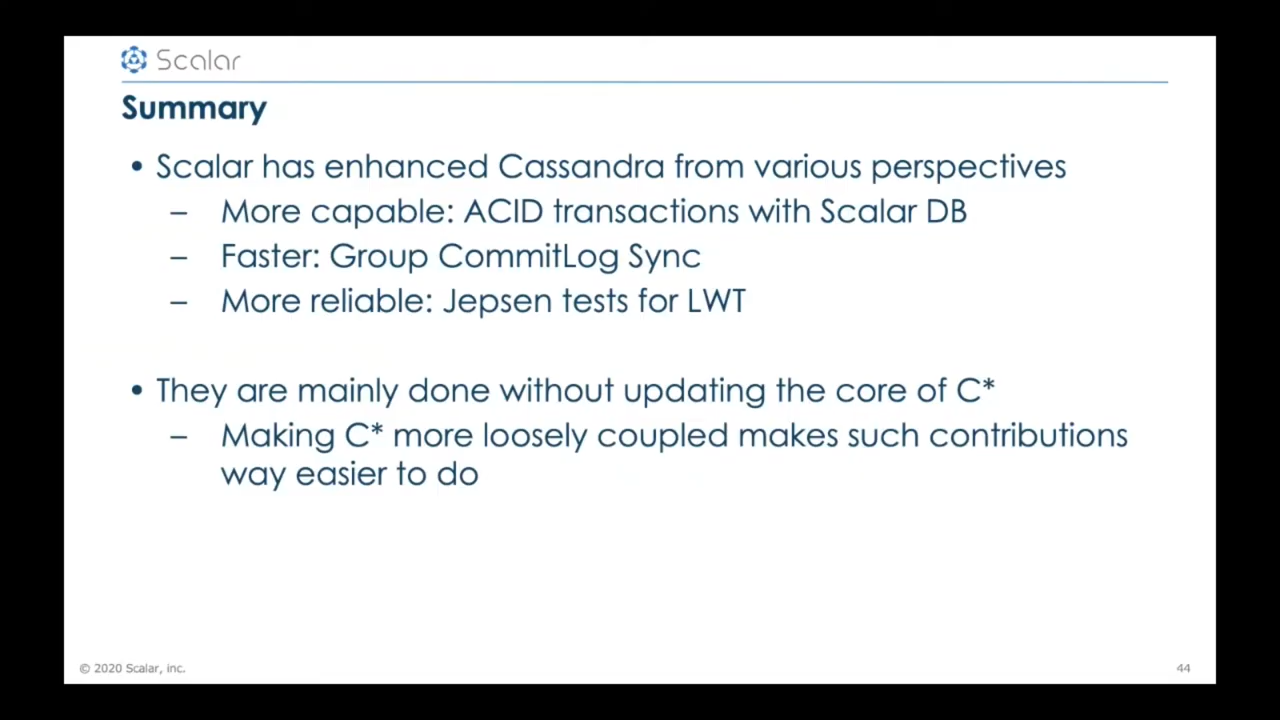 Scalar
Summary
• Scalar has enhanced Cassandra from various perspectives
– More capable: ACID transactions with Scalar DB
– Faster: Group CommitLog Sync
– More reliable: Jepsen tests for LWT
• They are mainly done without updating the core of C*
– Making C* more loosely coupled makes such contributions
way easier to do
© 2020 Scalar, inc.
44